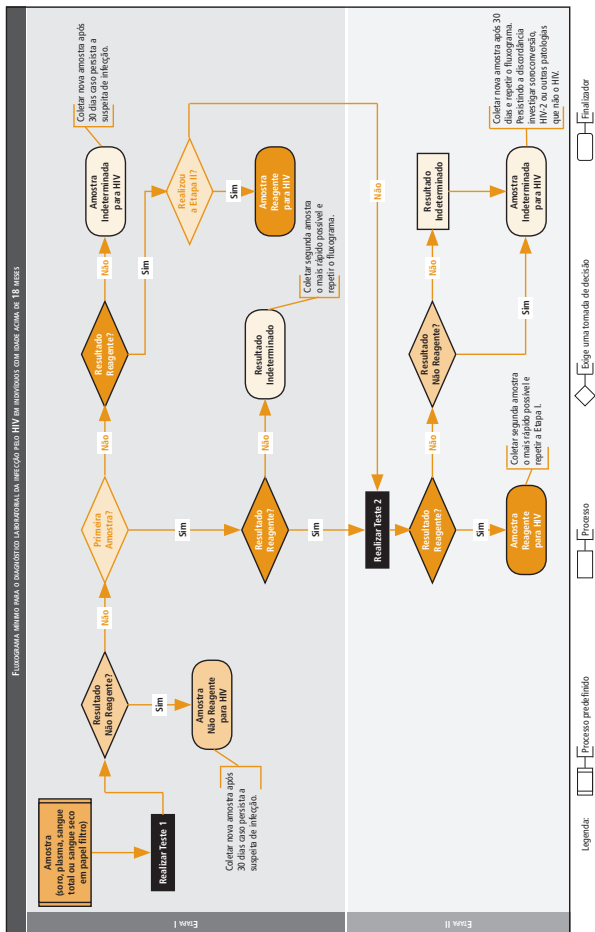 FLUXOGRAMA MÍNIMO PARA O DIAGNÓSTICO LABORATORIAL DA INFECÇÃO PELO HIV EM INDIVÍDUOS COM IDADE ACIMA DE 18 MESES
ETAPA I
Amostra
(soro, plasma, sangue
total ou sangue seco
em papel filtro)
Realizar Teste 1
Resultado
Não Reagente?
Sim
Amostra
Não Reagente
para HIV
Coletar nova amostra após
30 dias caso persista a
suspeita de infecção.
Não
Primeira
Amostra?
Não
Resultado
Reagente?
Não
Amostra
Indeterminada
para HIV
Coletar nova amostra após
30 dias caso persista a
suspeita de infecção.
Sim
Realizou
a Etapa II?
Sim
Amostra
Reagente
para HIV
Não
Sim
Resultado
Reagente?
Não
Resultado
Indeterminado
Coletar segunda amostra
o mais rápido possível e
repetir o fluxograma.
Sim
ETAPA II
Realizar Teste 2
Resultado
Reagente?
Sim
Amostra
Reagente
para HIV
Coletar segunda amostra
o mais rápido possível e
repetir a Etapa I.
Não
Resultado
Não Reagente?
Não
Resultado
Indeterminado
Sim
Amostra
Indeterminada
para HIV
Coletar nova amostra após 30
dias e repetir o fluxograma.
Persistindo a discordância
investigar soroconversão,
HIV-2 ou outras patologias
que não o HIV.
Legenda:
Processo predefinido
Processo
Exige uma tomada de decisão
Finalizador